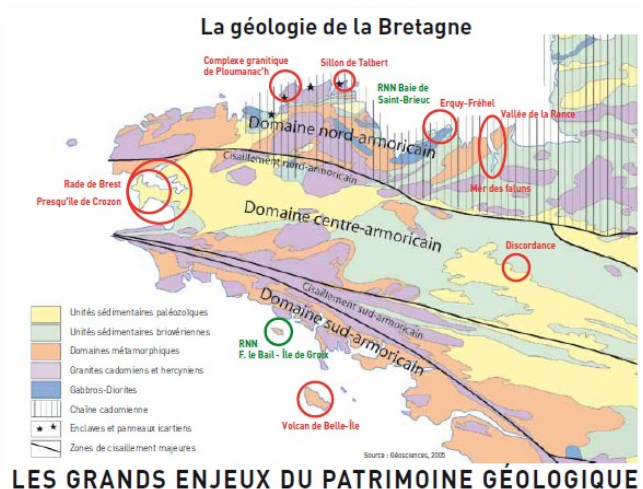 La géologie de la Bretagne
Complexe granitique
de Ploumanac'h
Sillon de Talbert
RNN Baie de
Saint-Brieuc
Erquy-Fréhel
Vallée de la Rance
Domaine nord-armoricain
Cisaillement nord-armoricain
Rade de Brest
Presqu'île de Crozon
Mer des faluns
Domaine centre-armoricain
Discordance
Cisaillement sud-armoricain
Domaine sud-armoricain
RNN
F. le Bail - Île de Groix
Volcan de Belle-Île
Unités sédimentaires paléozoïques
Unités sédimentaires briovériennes
Domaines métamorphiques
Granites cadomiens et hercyniens
Gabbros-Diorites
Chaîne cadomienne
Enclaves et panneaux icartiens
Zones de cisaillement majeures
Source : Géosciences, 2005
LES GRANDS ENJEUX DU PATRIMOINE GÉOLOGIQUE